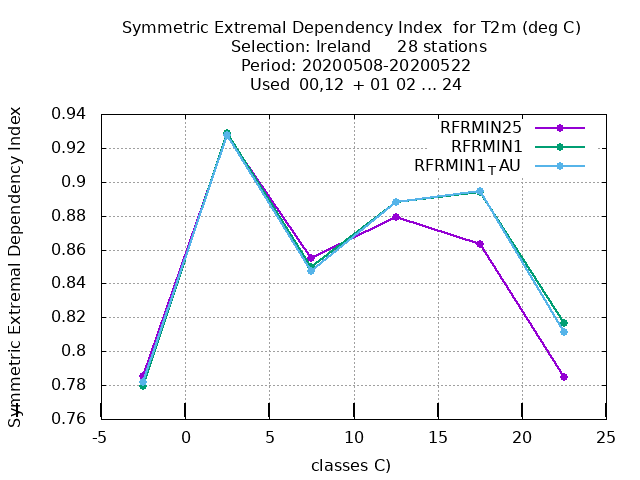 Symmetric Extremal Dependency Index  for T2m (deg C)
Selection: Ireland     28 stations
Period: 20200508-20200522
Used  00,12  + 01 02 ... 24
Symmetric Extremal Dependency Index
0.94
0.92
0.9
0.88
0.86
0.84
0.82
0.8
0.78
0.76
RFRMIN25
RFRMIN1
RFRMIN1TAU
-5 0 5 10 15 20 25
classes C)